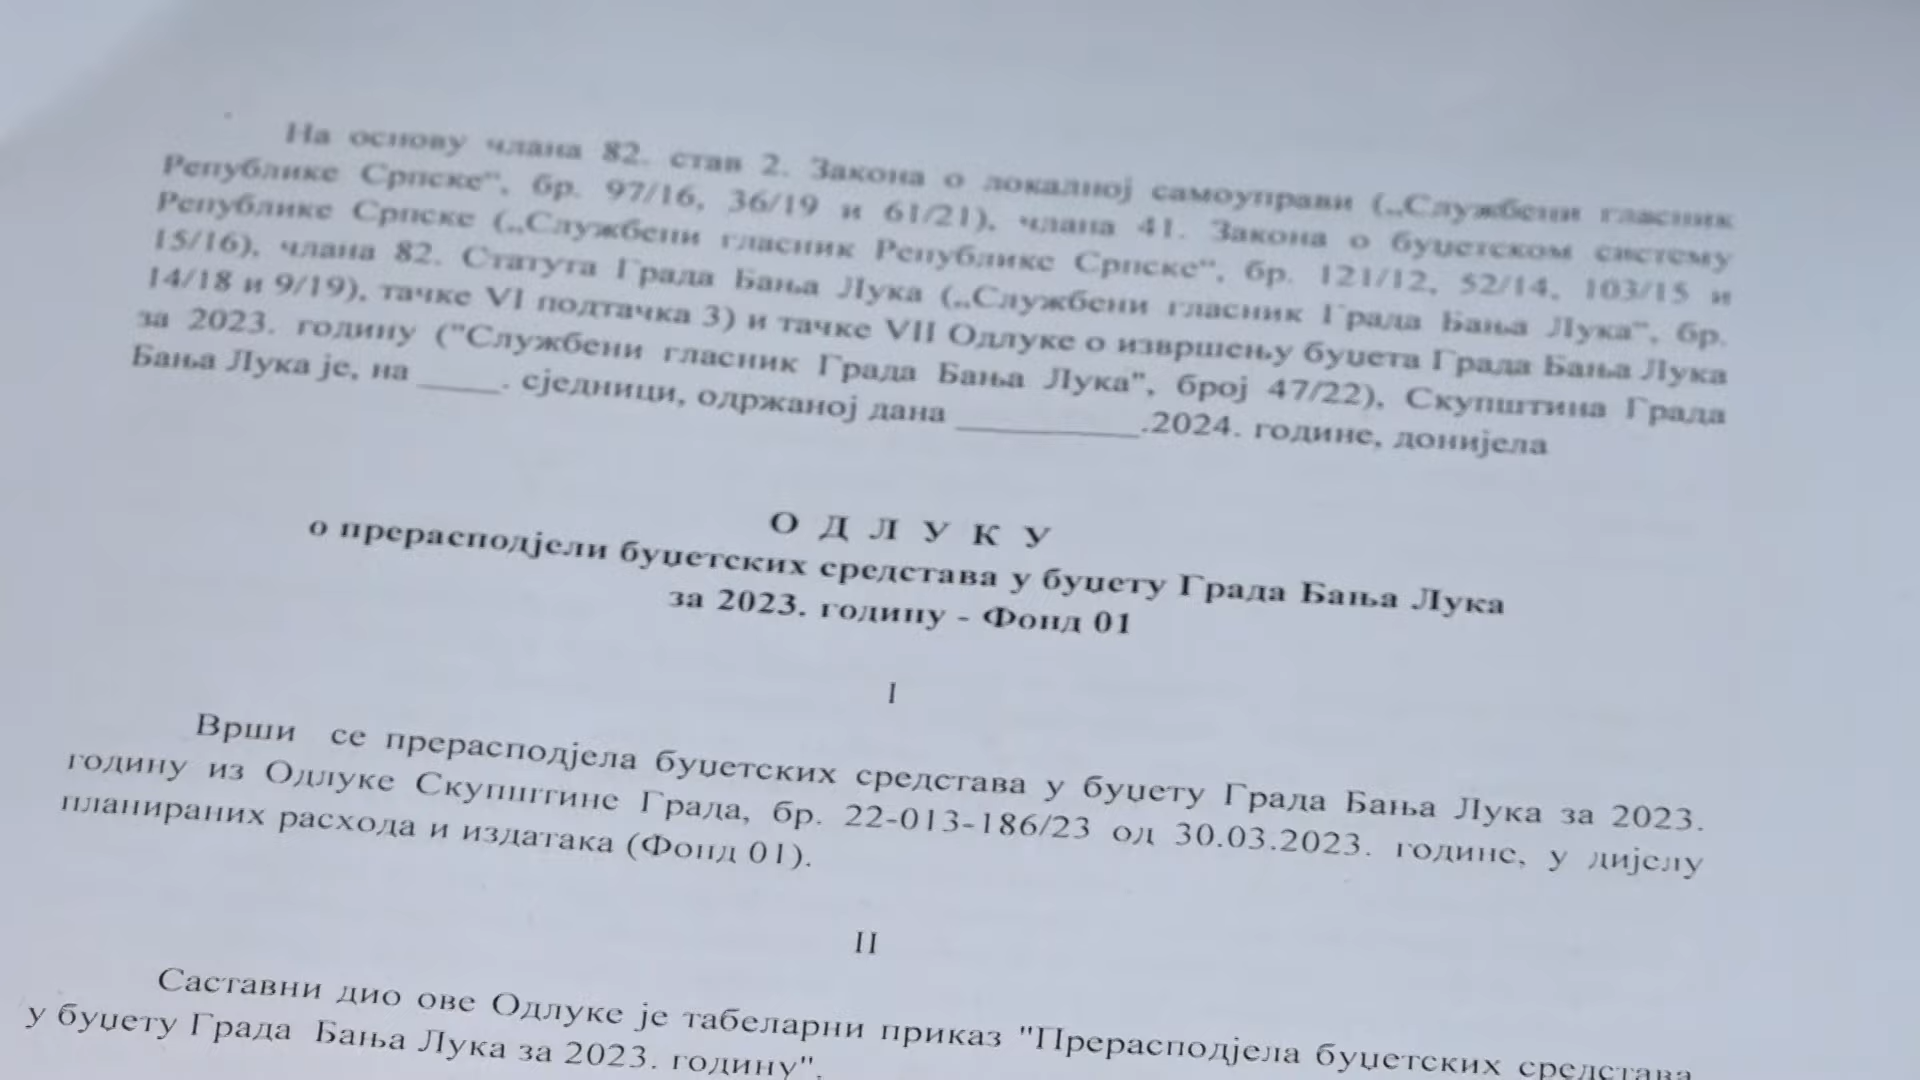 На основу члана 82. став 2. Закона о локалној самоуправи („Службени гласник
Републике Српске“, бр. 97/16, 36/19 и 61/21), члана 41. Закона о буџетском систему
Републике Српске („Службени гласник Републике Српске“, бр. 121/12, 52/14, 103/15 и
15/16), члана 82. Статута Града Бања Лука („Службени гласник Града Бања Лука“, бр.
14/18 и 9/19), тачке VI подтачка 3) и тачке VII Одлуке о извршењу буџета Града Бања Лука
за 2023. годину ("Службени гласник Града Бања Лука", број 47/22), Скупштина Града
Бања Лука је, на _____. сједници, одржаној дана ___________.2024. године, донијела
О Д Л У К У
о прерасподјели буџетских средстава у буџету Града Бања Лука
за 2023. годину - Фонд 01
I
Врши се прерасподјела буџетских средстава у буџету Града Бања Лука за 2023.
годину из Одлуке Скупштине Града, бр. 22-013-186/23 од 30.03.2023. године, у дијелу
планираних расхода и издатака (Фонд 01).
II
Саставни дио ове Одлуке је табеларни приказ "Прерасподјела буџетских средстава
у буџету Града Бања Лука за 2023. годину".